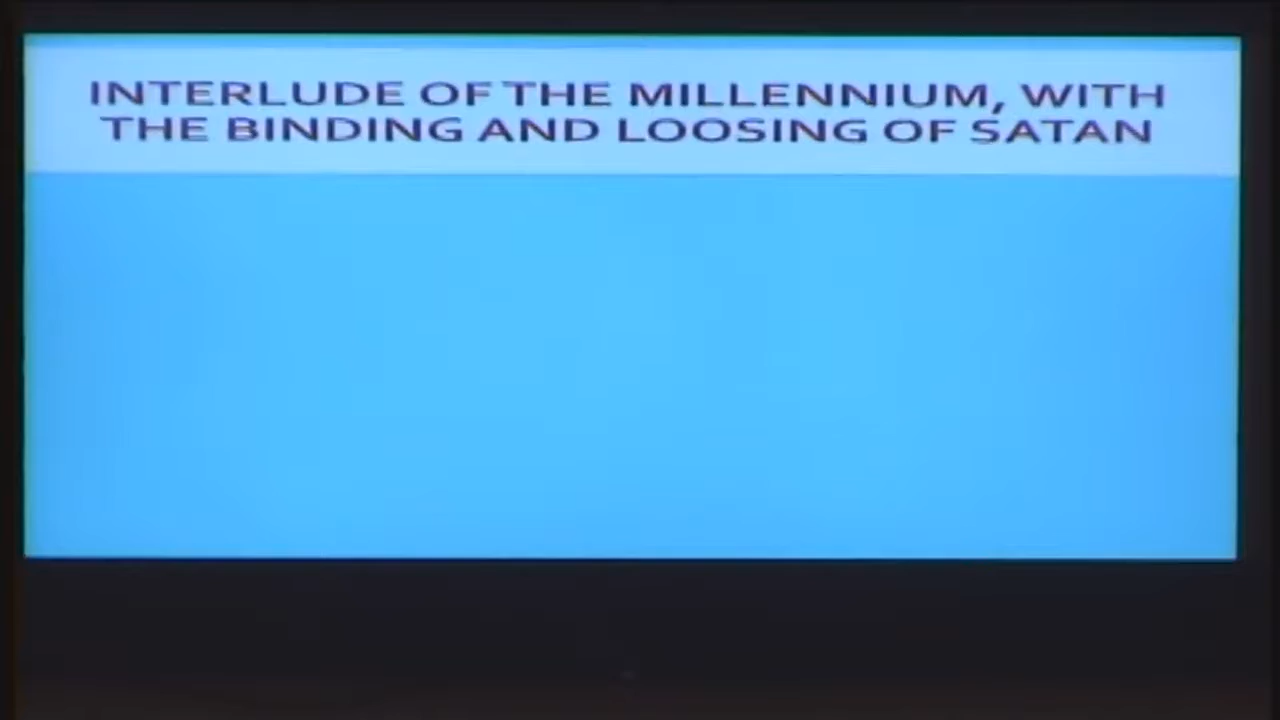 INTERLUDE OF THE MILLENNIUM, WITH
THE BINDING AND LOOSING OF SATAN